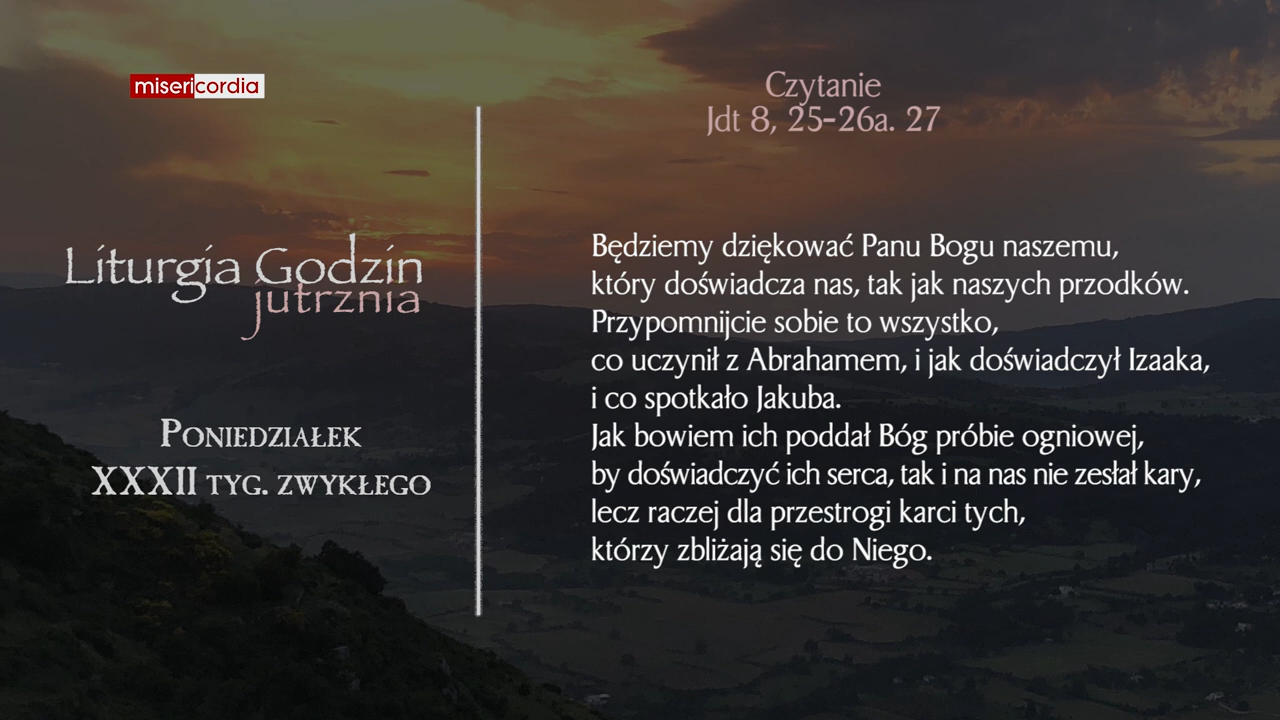 misericordia
Liturgia Godzin
jutrznia
Poniedziałek
XXXII tyg. zwykłego
Czytanie
Jdt 8, 25-26a. 27
Będziemy dziękować Panu Bogu naszemu,
który doświadcza nas, tak jak naszych przodków.
Przypomnijcie sobie to wszystko,
co uczynił z Abrahamem, i jak doświadczył Izaaka,
i co spotkało Jakuba.
Jak bowiem ich poddał Bóg próbie ogniowej,
by doświadczyć ich serca, tak i na nas nie zesłał kary,
lecz raczej dla przestrogi karci tych,
którzy zbliżają się do Niego.